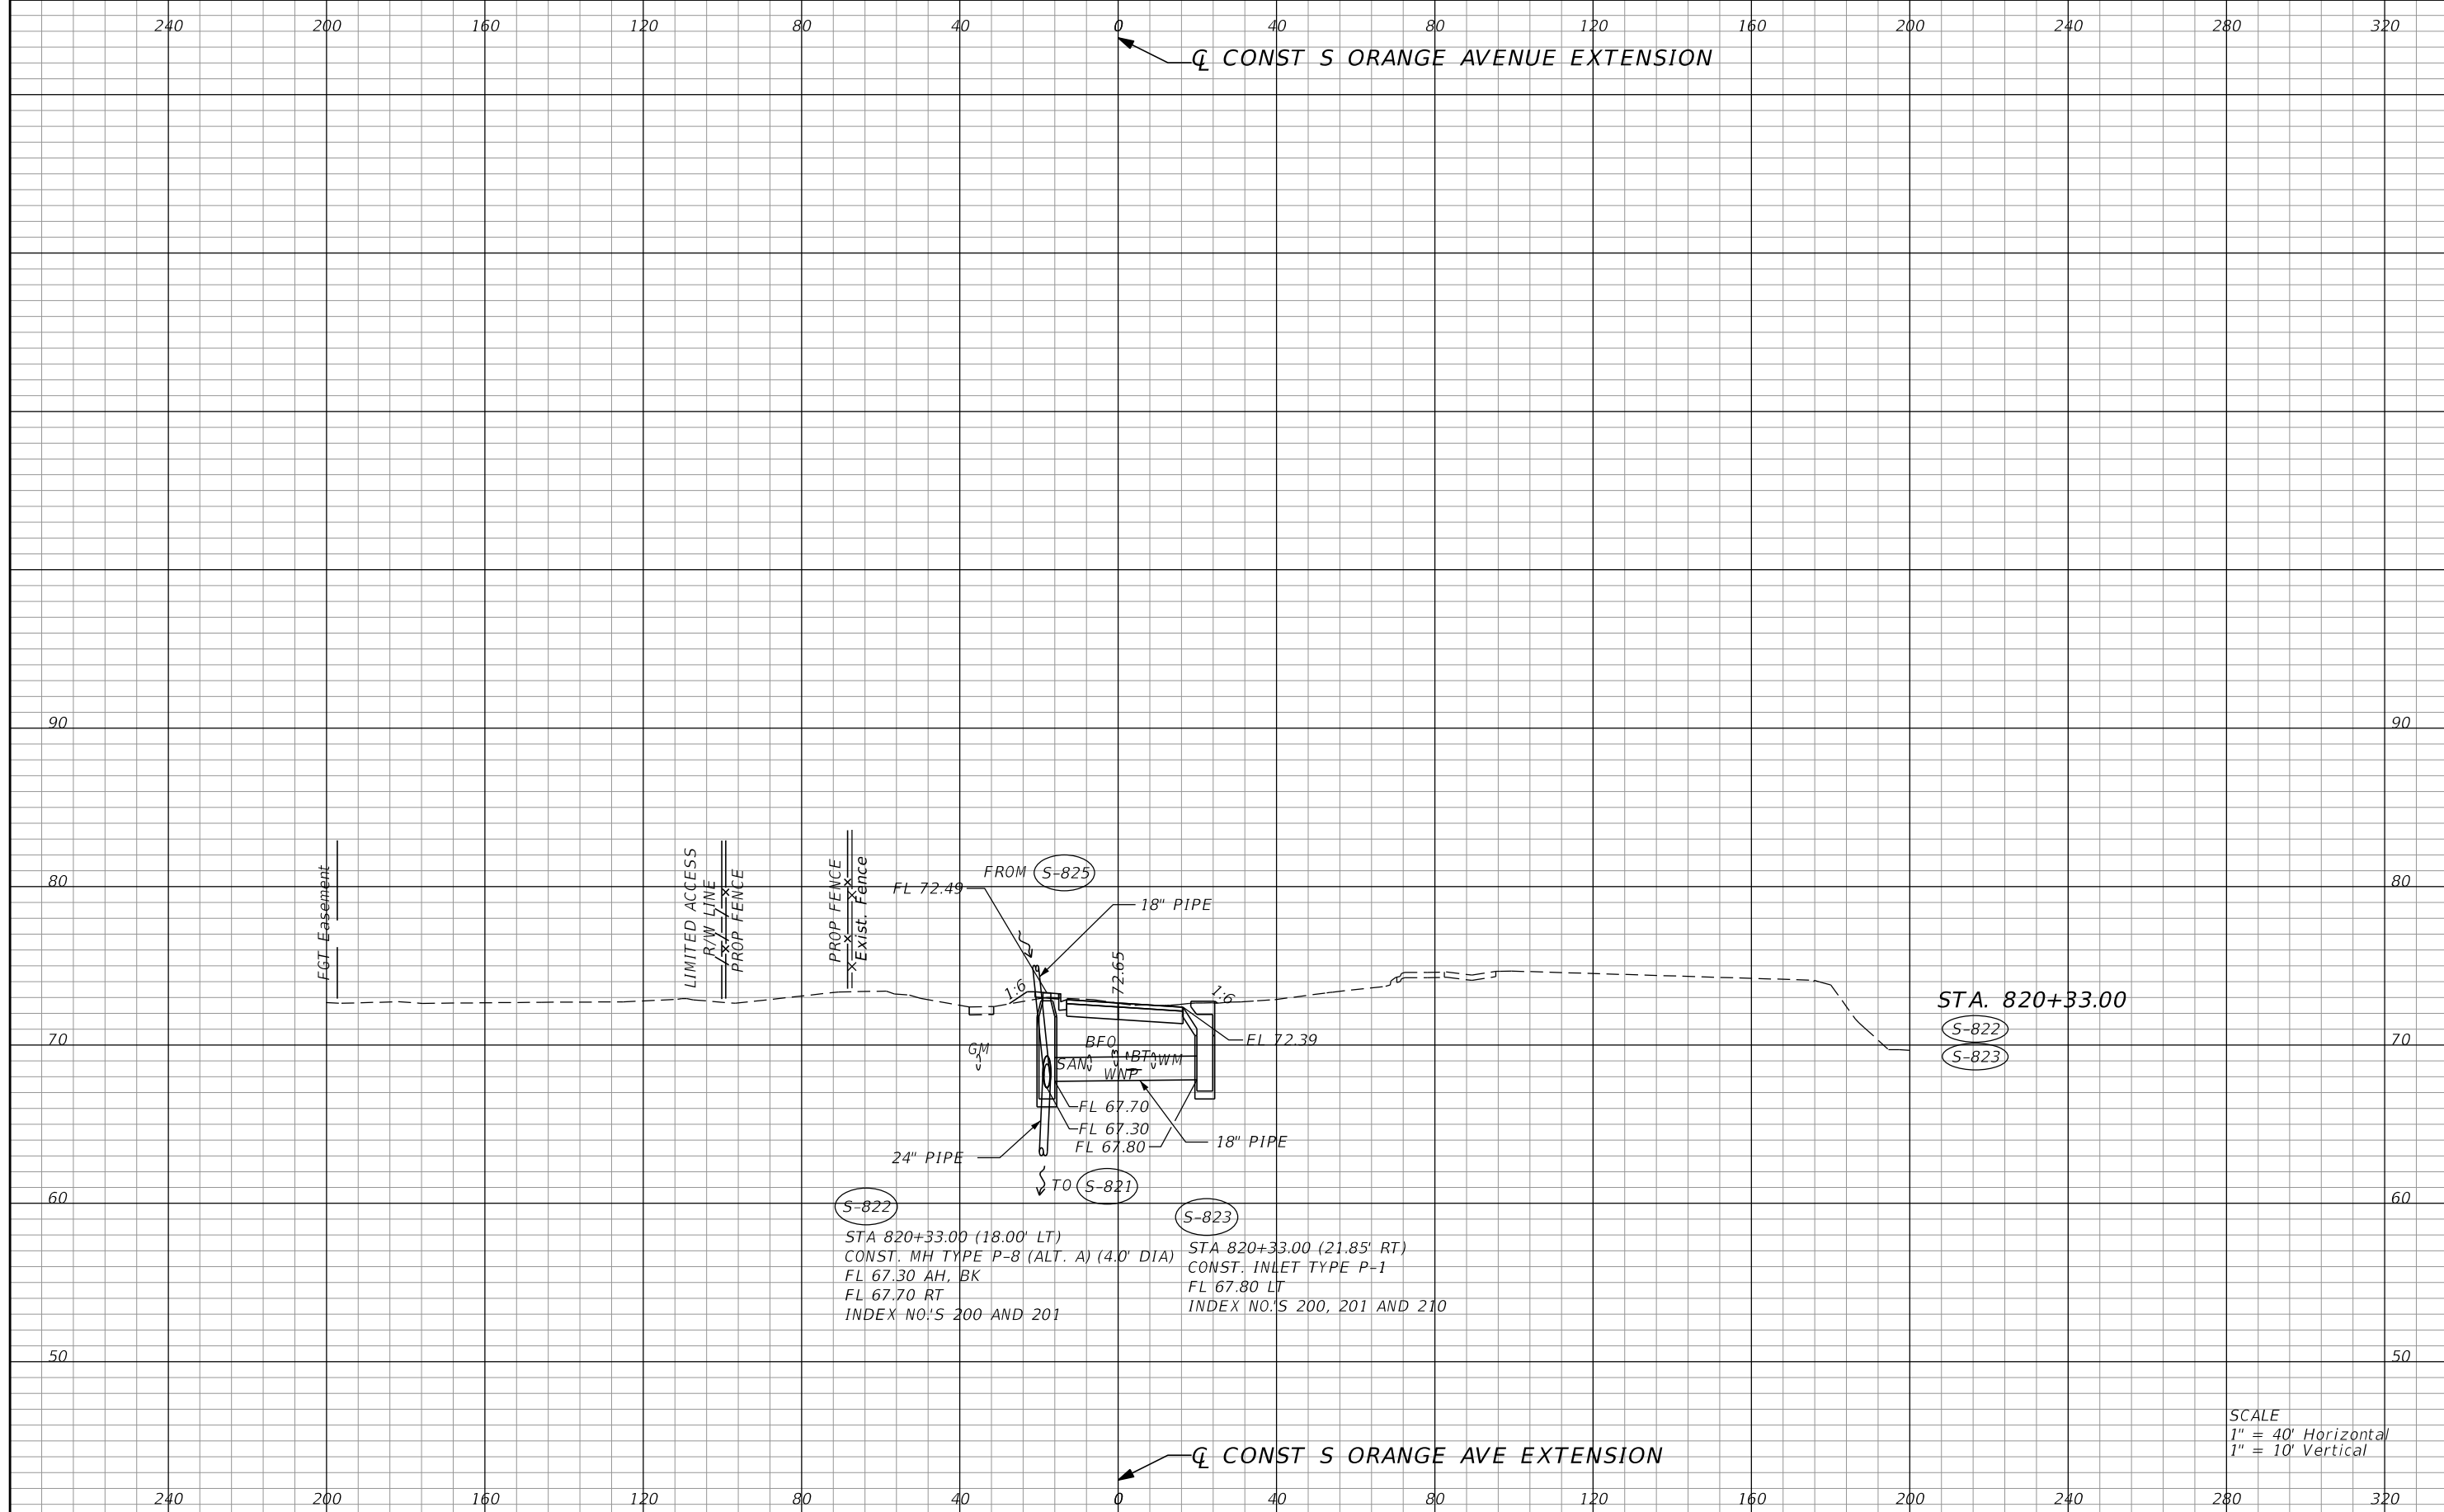 240 200 160 120 80 40 0 40 80 120 160 200 240 280 320
℄ CONST S ORANGE AVENUE EXTENSION
90 90
80 80
FGT Easement
LIMITED ACCESS
R/W LINE
PROP FENCE
PROP FENCE
Exist. Fence
FROM S-825
FL 72.49
18" PIPE
72.65
1:6
1:6
STA. 820+33.00
S-822
S-823
70 70
EL 72.39
GM
BFO
SAN
BT
WM
WNP
FL 67.70
FL 67.30
FL 67.80
18" PIPE
24" PIPE
TO S-821
60 60
S-822
STA 820+33.00 (18.00' LT)
CONST. MH TYPE P-8 (ALT. A) (4.0' DIA)
FL 67.30 AH, BK
FL 67.70 RT
INDEX NO.'S 200 AND 201
S-823
STA 820+33.00 (21.85' RT)
CONST. INLET TYPE P-1
FL 67.80 LT
INDEX NO.'S 200, 201 AND 210
50 50
SCALE
1" = 40' Horizontal
1" = 10' Vertical
℄ CONST S ORANGE AVE EXTENSION
240 200 160 120 80 40 0 40 80 120 160 200 240 280 320